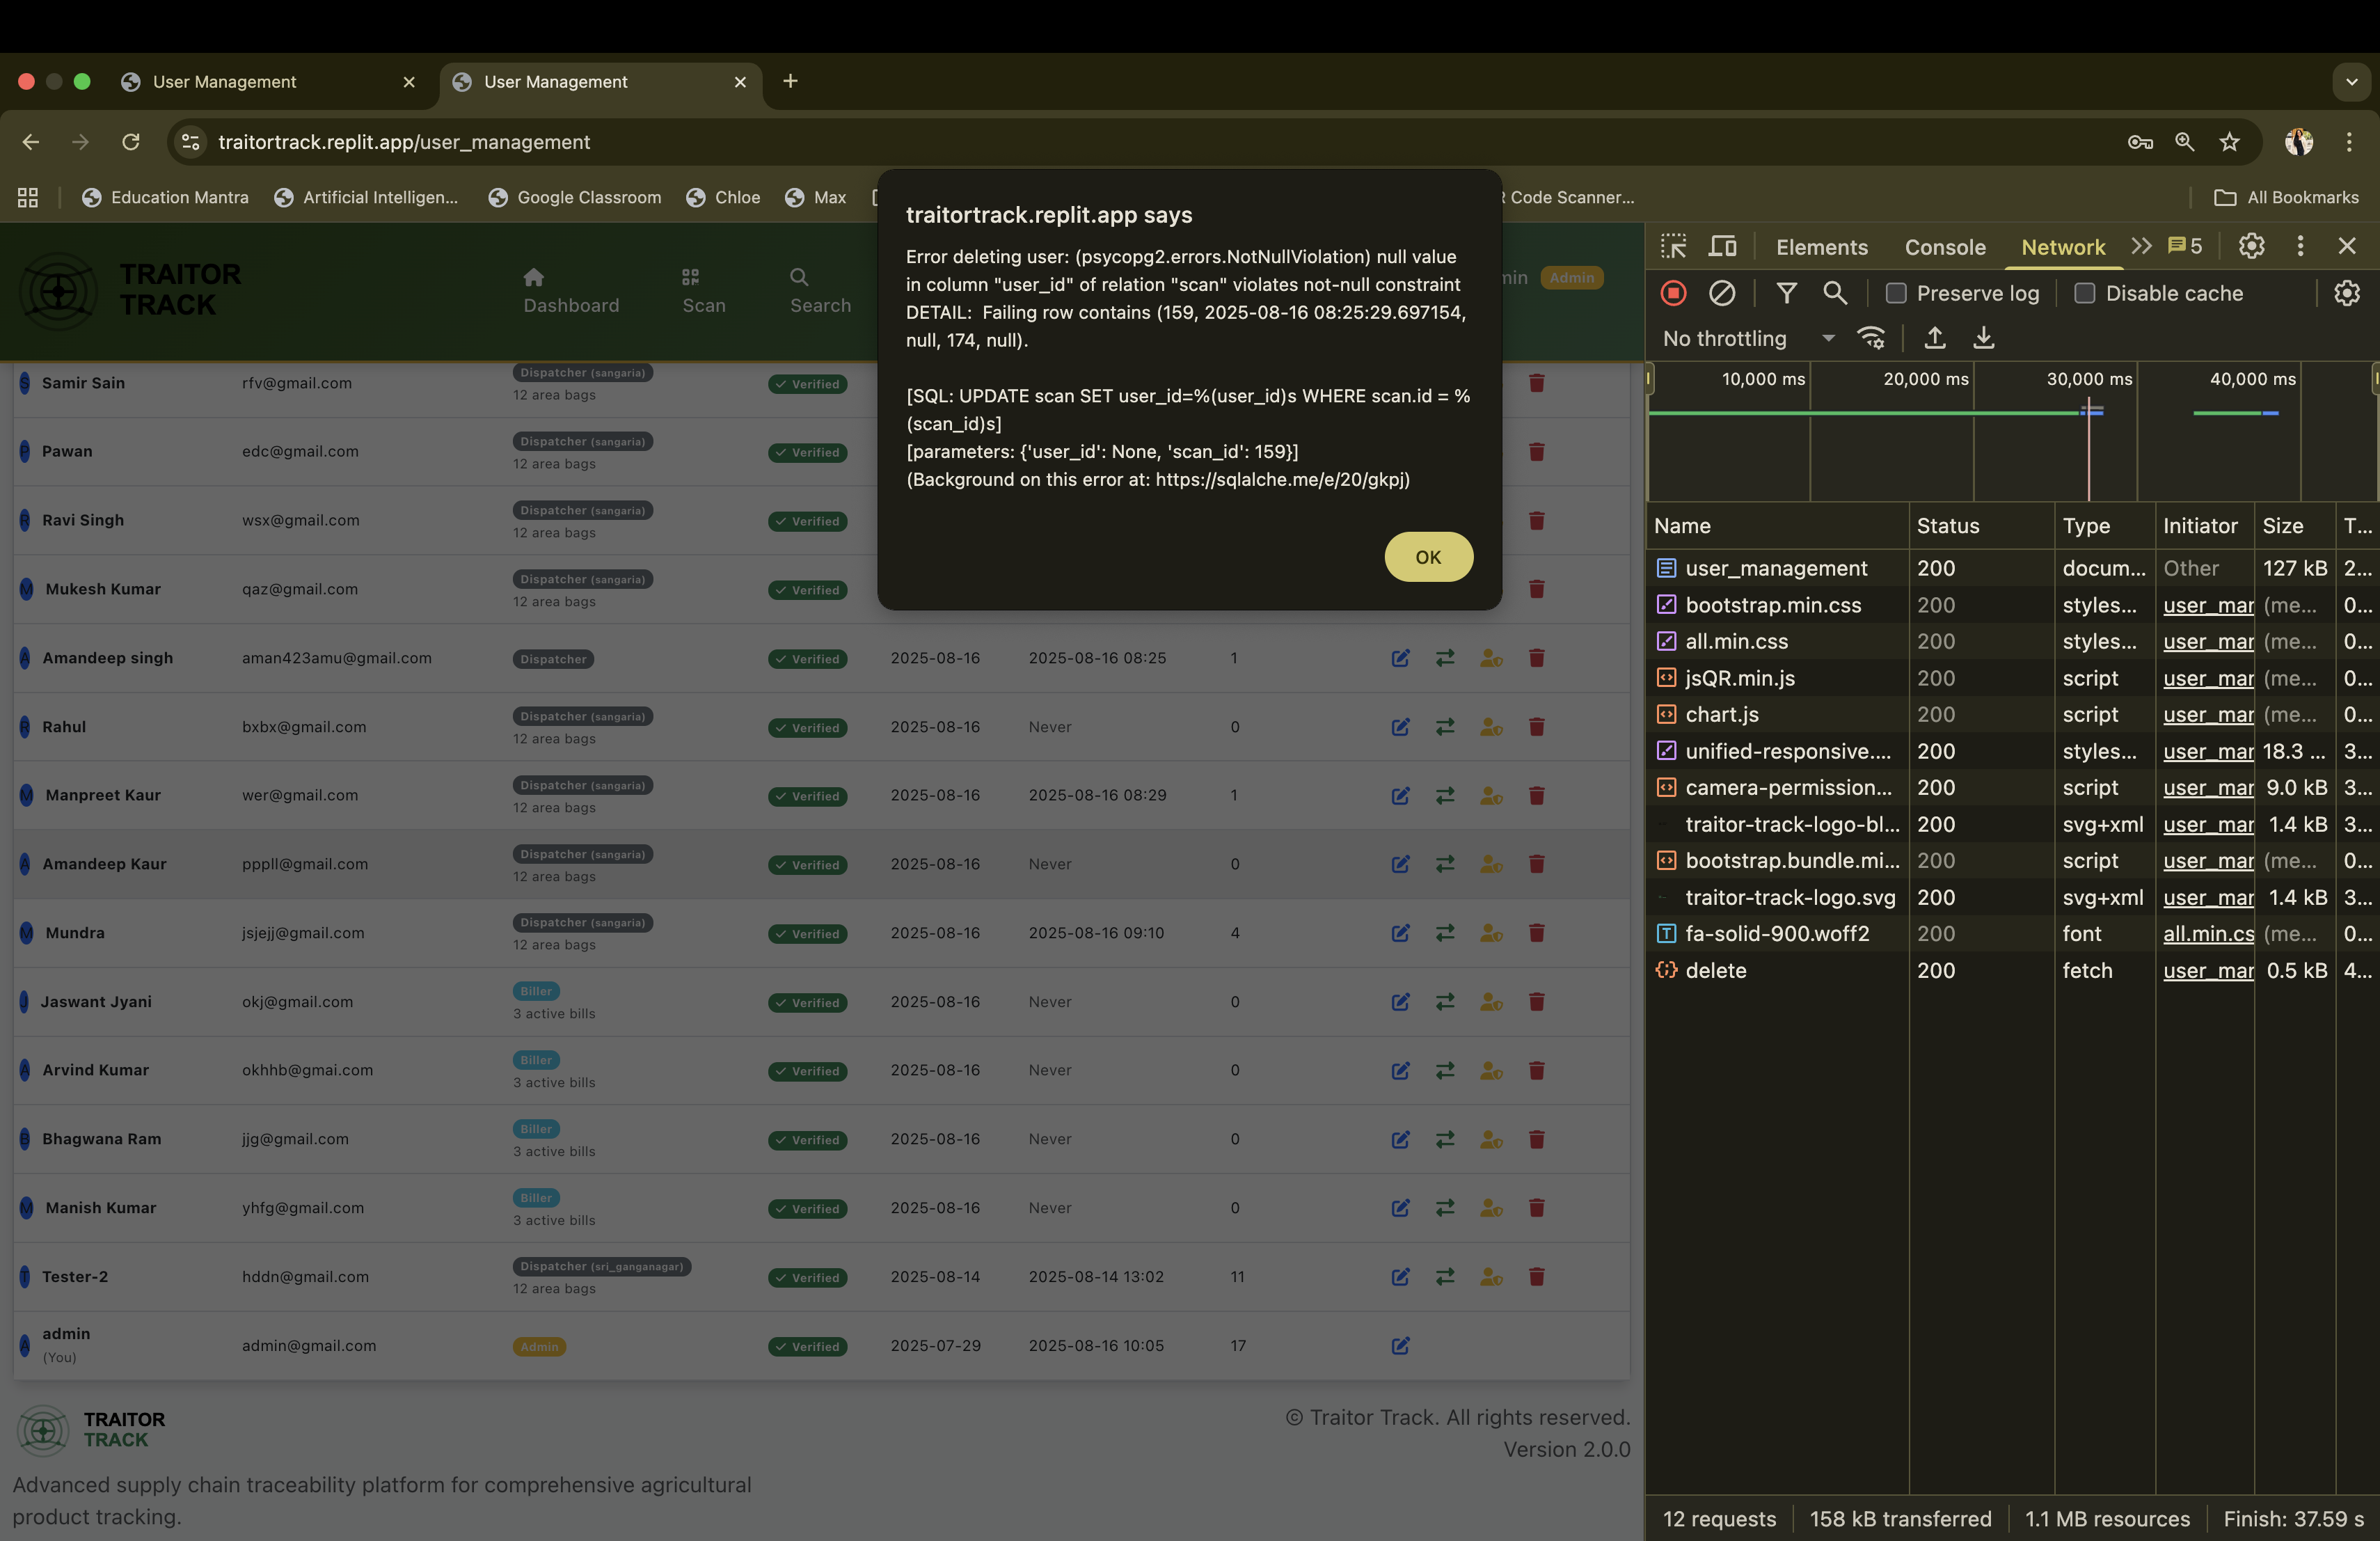 User Management
User Management
traitortrack.replit.app/user_management
Education Mantra
Artificial Intelligen...
Google Classroom
Chloe
Max
R Code Scanner...
All Bookmarks
TRAITOR
TRACK
Dashboard
Scan
Search
Admin
traitortrack.replit.app says
Error deleting user: (psycopg2.errors.NotNullViolation) null value
in column "user_id" of relation "scan" violates not-null constraint
DETAIL:  Failing row contains (159, 2025-08-16 08:25:29.697154,
null, 174, null).
[SQL: UPDATE scan SET user_id=%(user_id)s WHERE scan.id = %
(scan_id)s]
[parameters: {'user_id': None, 'scan_id': 159}]
(Background on this error at: https://sqlalche.me/e/20/gkpj)
OK
Samir Sain rfv@gmail.com Dispatcher (sangaria) 12 area bags Verified
Pawan edc@gmail.com Dispatcher (sangaria) 12 area bags Verified
Ravi Singh wsx@gmail.com Dispatcher (sangaria) 12 area bags Verified
Mukesh Kumar qaz@gmail.com Dispatcher (sangaria) 12 area bags Verified
Amandeep singh aman423amu@gmail.com Dispatcher Verified 2025-08-16 2025-08-16 08:25 1
Rahul bxbx@gmail.com Dispatcher (sangaria) 12 area bags Verified 2025-08-16 Never 0
Manpreet Kaur wer@gmail.com Dispatcher (sangaria) 12 area bags Verified 2025-08-16 2025-08-16 08:29 1
Amandeep Kaur pppll@gmail.com Dispatcher (sangaria) 12 area bags Verified 2025-08-16 Never 0
Mundra jsjejj@gmail.com Dispatcher (sangaria) 12 area bags Verified 2025-08-16 2025-08-16 09:10 4
Jaswant Jyani okj@gmail.com Biller 3 active bills Verified 2025-08-16 Never 0
Arvind Kumar okhhb@gmai.com Biller 3 active bills Verified 2025-08-16 Never 0
Bhagwana Ram jjg@gmail.com Biller 3 active bills Verified 2025-08-16 Never 0
Manish Kumar yhfg@gmail.com Biller 3 active bills Verified 2025-08-16 Never 0
Tester-2 hddn@gmail.com Dispatcher (sri_ganganagar) 12 area bags Verified 2025-08-14 2025-08-14 13:02 11
admin (You) admin@gmail.com Admin Verified 2025-07-29 2025-08-16 10:05 17
TRAITOR
TRACK
© Traitor Track. All rights reserved.
Version 2.0.0
Advanced supply chain traceability platform for comprehensive agricultural
product tracking.
Elements Console Network 5
Preserve log Disable cache
No throttling
10,000 ms 20,000 ms 30,000 ms 40,000 ms
Name Status Type Initiator Size T...
user_management 200 docum... Other 127 kB 2...
bootstrap.min.css 200 styles... user_mar (me... 0...
all.min.css 200 styles... user_mar (me... 0...
jsQR.min.js 200 script user_mar (me... 0...
chart.js 200 script user_mar (me... 0...
unified-responsive.... 200 styles... user_mar 18.3 ... 3...
camera-permission... 200 script user_mar 9.0 kB 3...
traitor-track-logo-bl... 200 svg+xml user_mar 1.4 kB 3...
bootstrap.bundle.mi... 200 script user_mar (me... 0...
traitor-track-logo.svg 200 svg+xml user_mar 1.4 kB 3...
fa-solid-900.woff2 200 font all.min.cs (me... 0...
delete 200 fetch user_mar 0.5 kB 4...
12 requests 158 kB transferred 1.1 MB resources Finish: 37.59 s